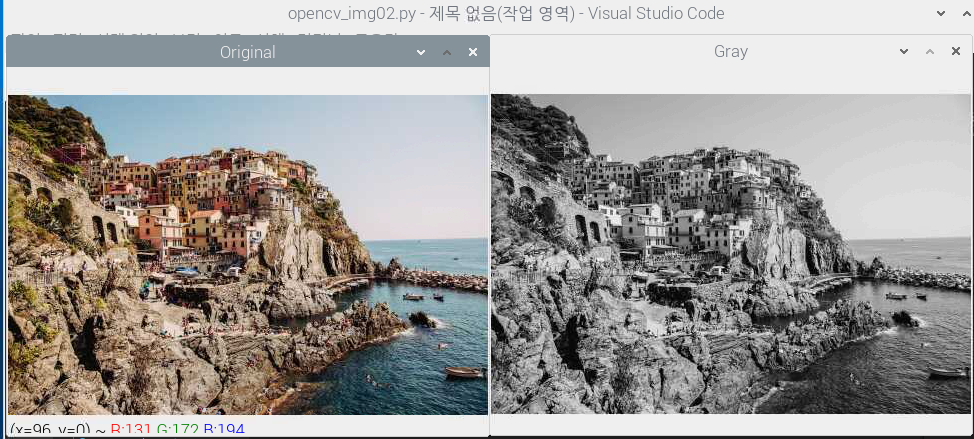 opencv_img02.py - 제목 없음(작업 영역) - Visual Studio Code
Original
Gray
(x=96, y=0) ~ R:131 G:172 B:194